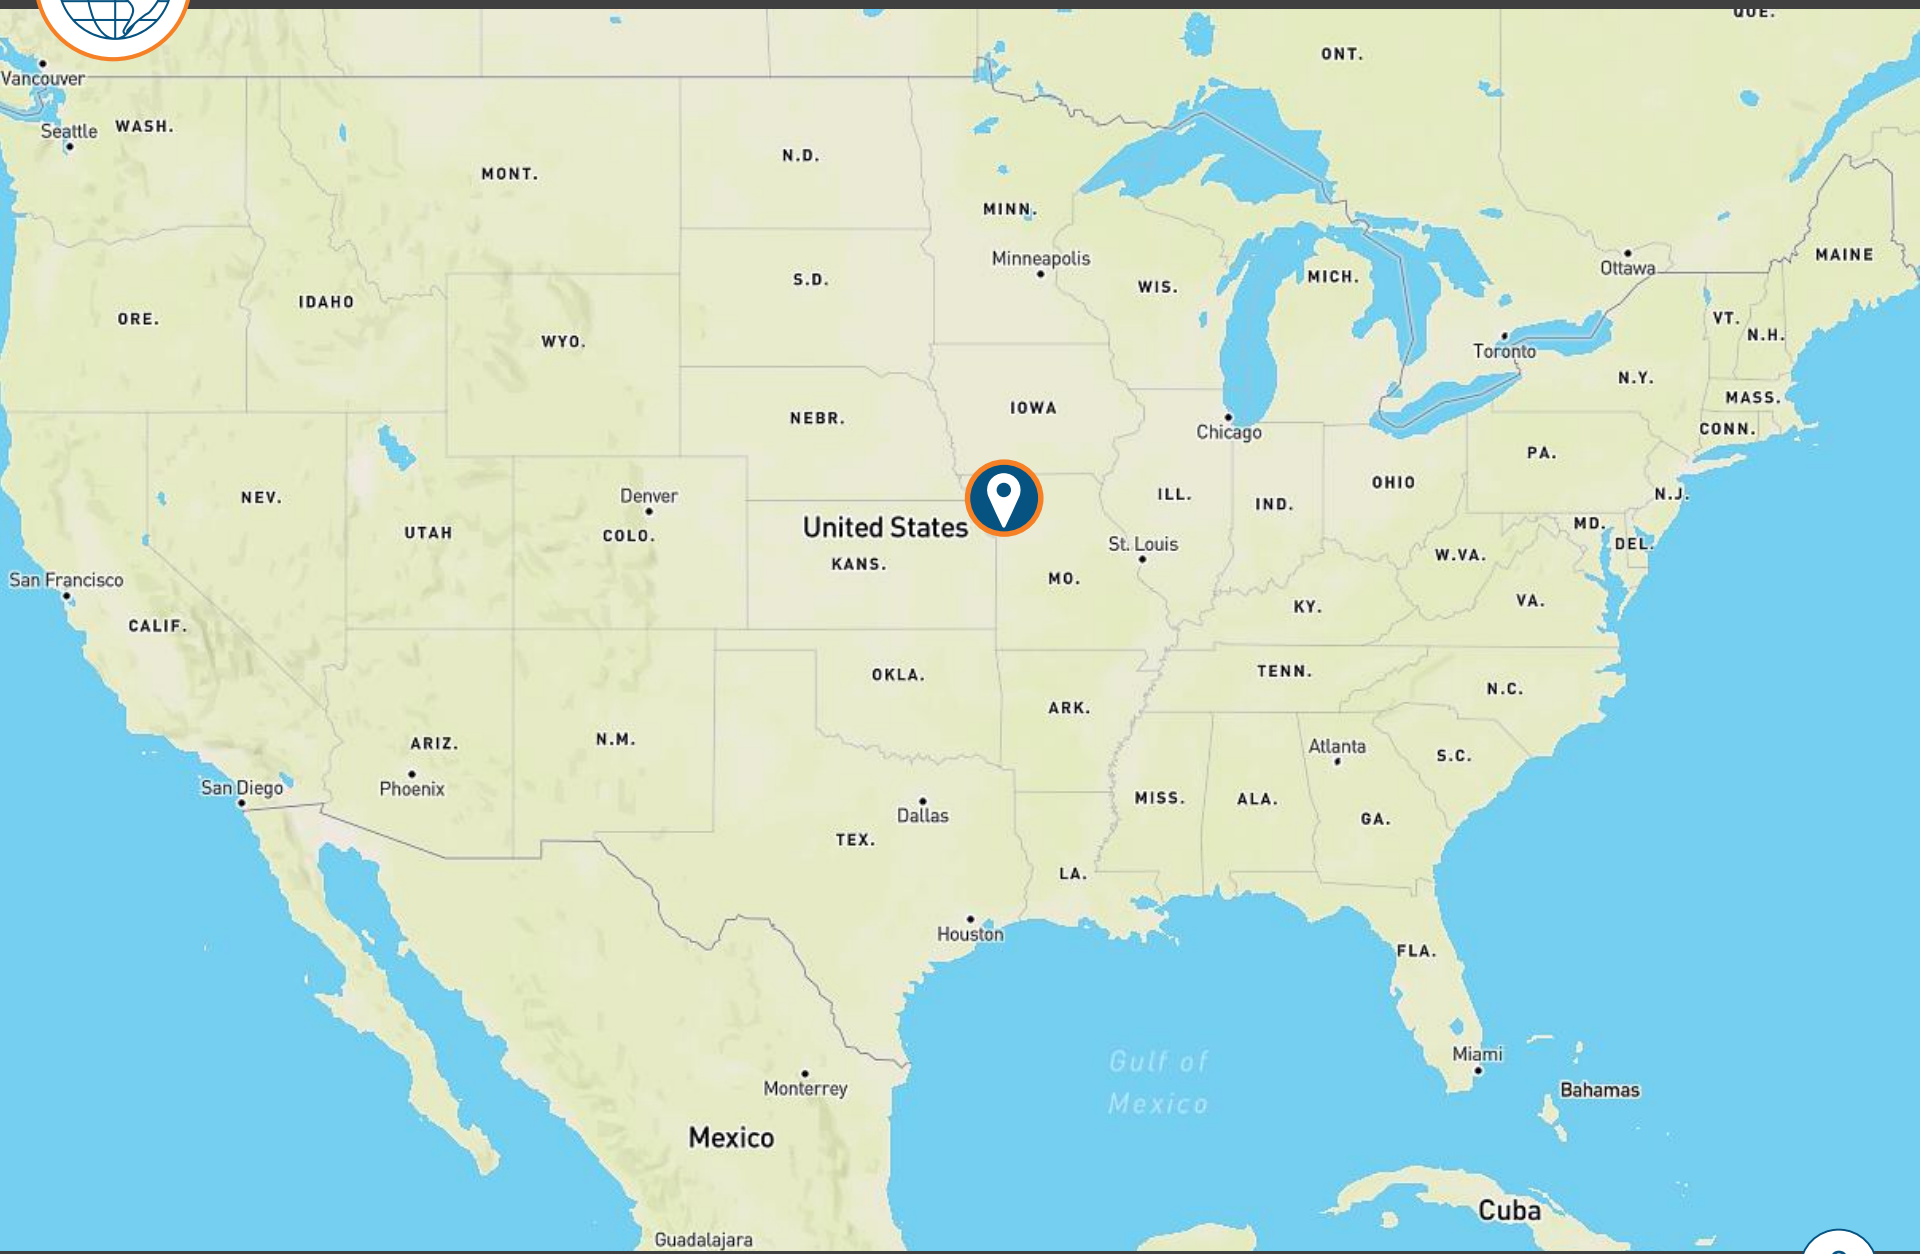 QUE.
ONT.
Vancouver
Seattle
WASH.
MONT.
N.D.
MINN.
Minneapolis
S.D.
WIS.
MICH.
Ottawa
MAINE
ORE.
IDAHO
WYO.
VT.
N.H.
Toronto
N.Y.
MASS.
NEBR.
IOWA
Chicago
CONN.
PA.
NEV.
Denver
ILL.
IND.
OHIO
N.J.
UTAH
COLO.
United States
KANS.
St. Louis
MD.
DEL.
W.VA.
San Francisco
MO.
KY.
VA.
CALIF.
OKLA.
TENN.
N.C.
ARK.
ARIZ.
N.M.
Atlanta
S.C.
San Diego
Phoenix
Dallas
MISS.
ALA.
GA.
TEX.
LA.
Houston
FLA.
Gulf of
Mexico
Miami
Monterrey
Bahamas
Mexico
Cuba
Guadalajara